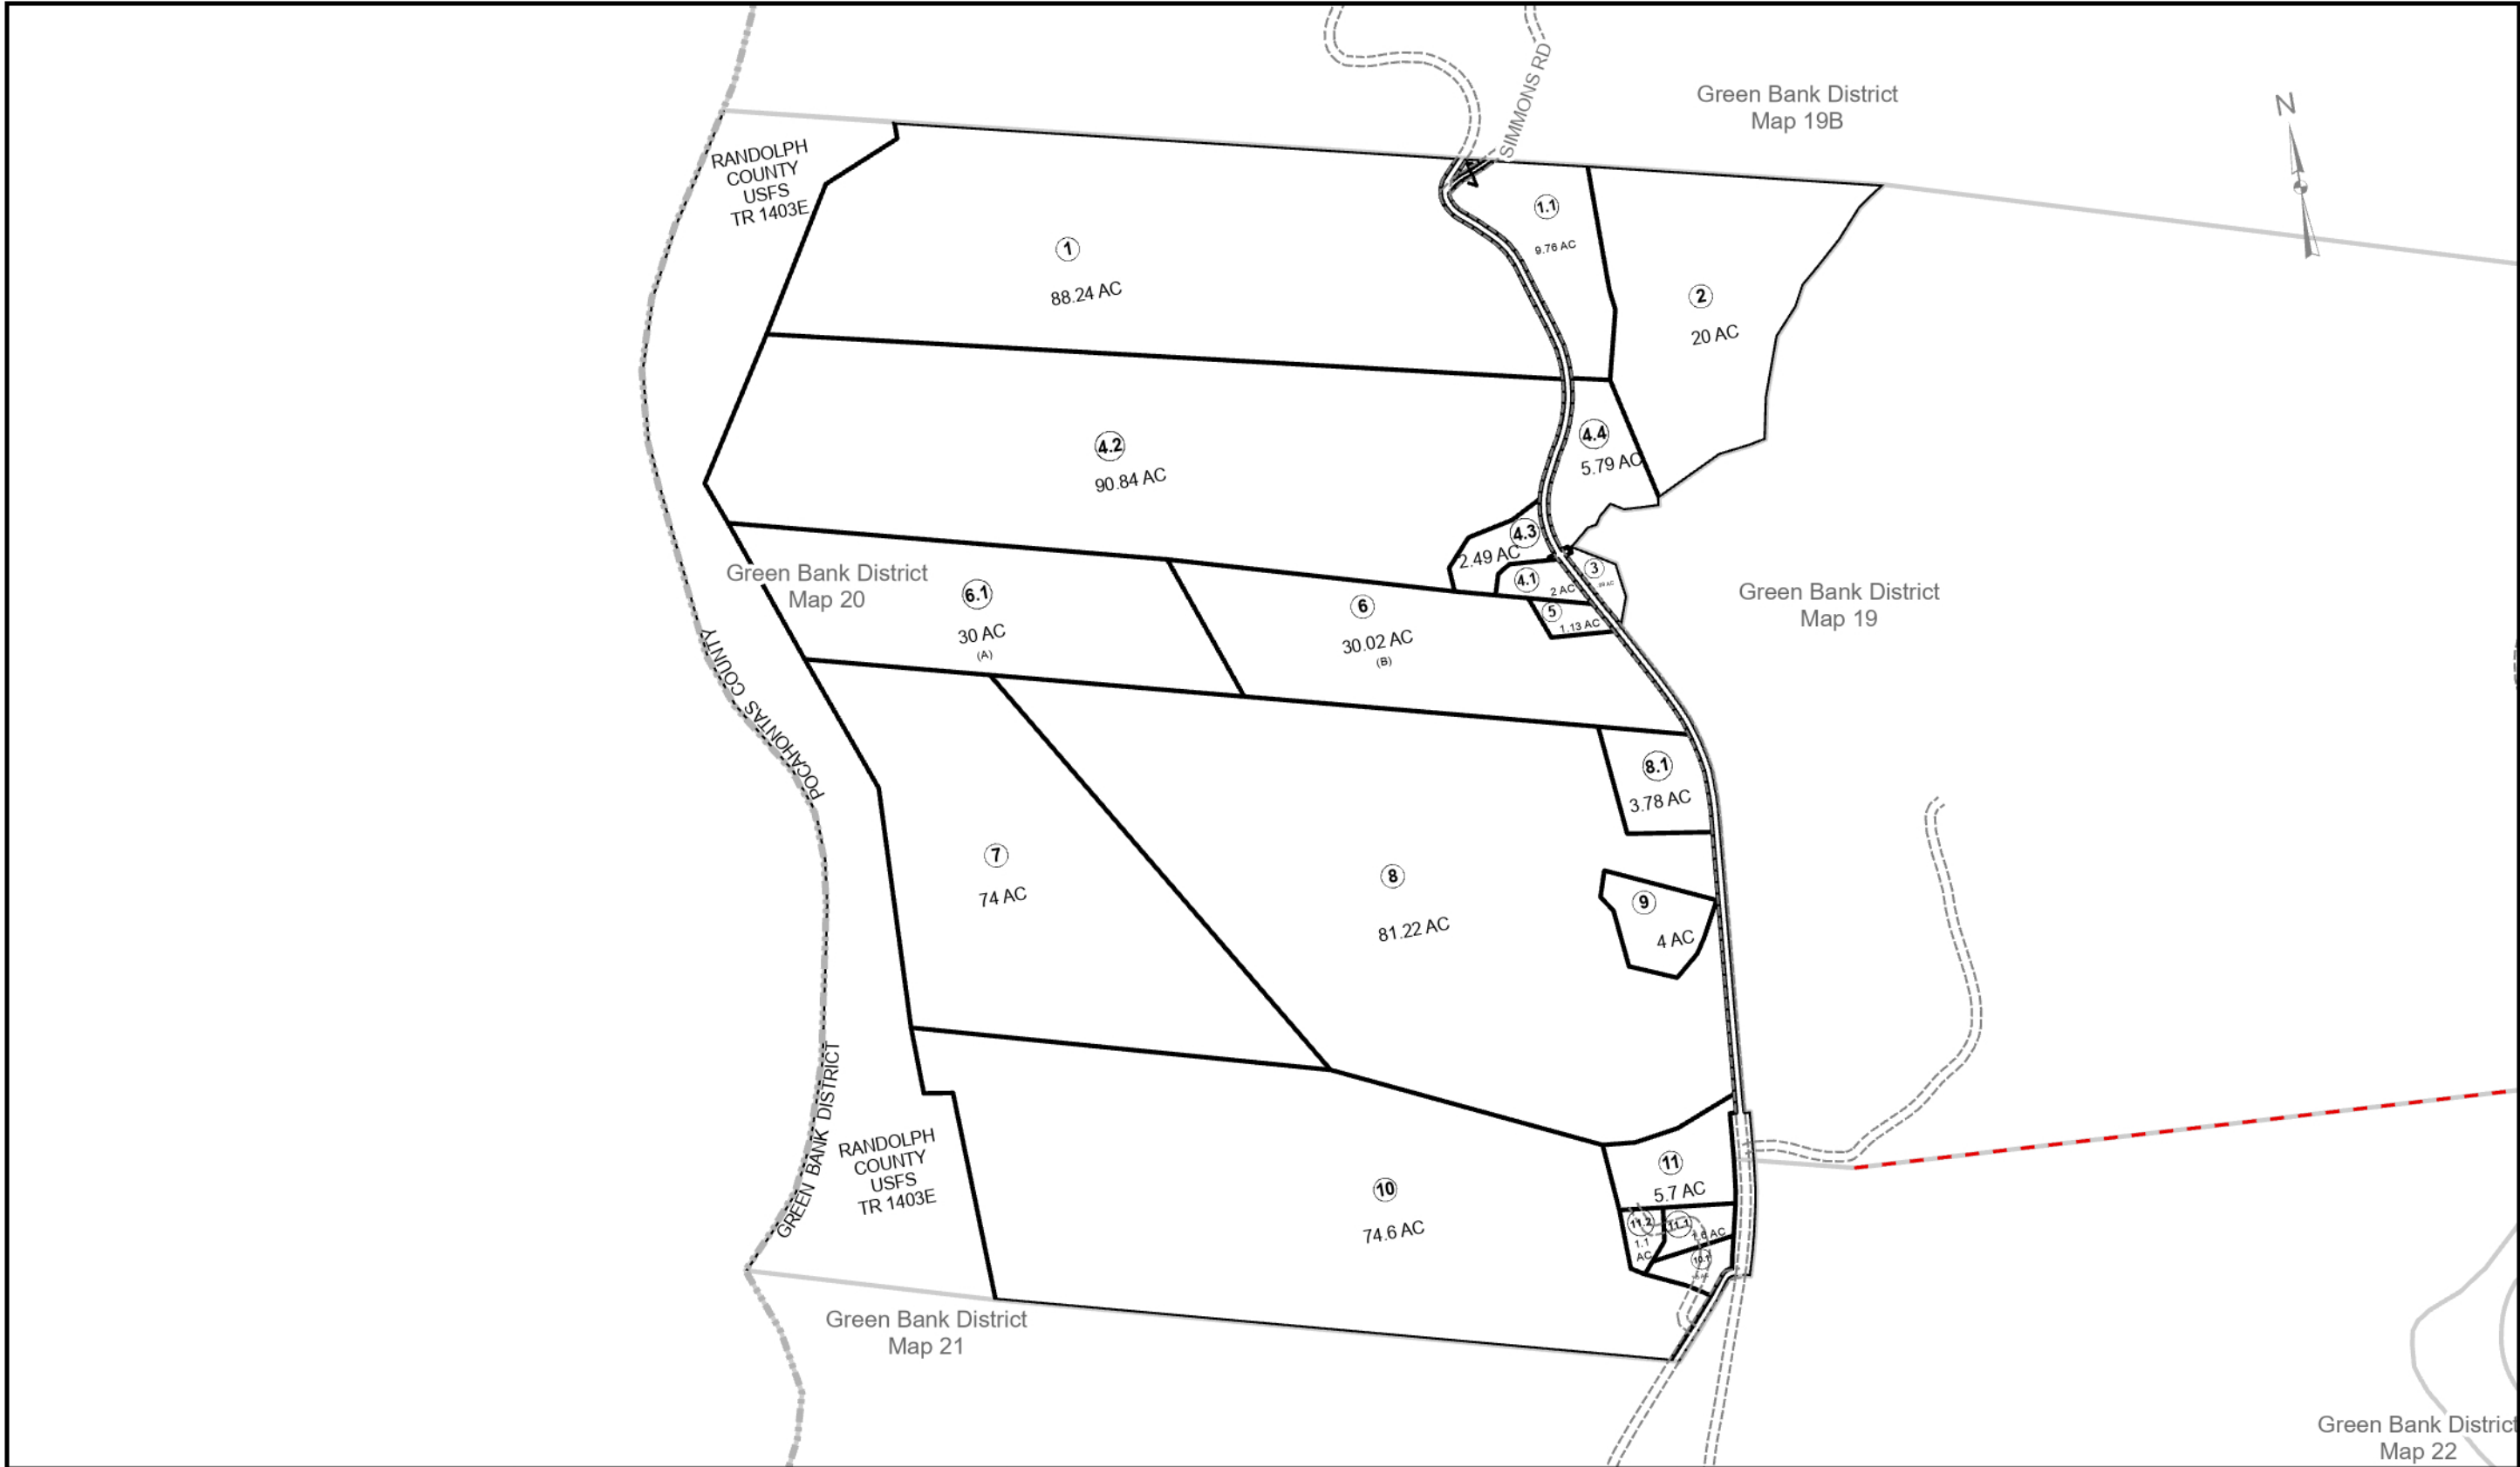 SIMMONS RD
Green Bank District
Map 19B
N
RANDOLPH
COUNTY
USFS
TR 1403E
1
88.24 AC
1.1
9.76 AC
2
20 AC
4.2
90.84 AC
4.4
5.79 AC
4.3
2.49 AC
4.1
2 AC
3
5
1.13 AC
Green Bank District
Map 20
6.1
30 AC
(A)
6
30.02 AC
(B)
Green Bank District
Map 19
POCAHONTAS COUNTY
8.1
3.78 AC
7
74 AC
8
81.22 AC
9
4 AC
GREEN BANK DISTRICT
RANDOLPH
COUNTY
USFS
TR 1403E
10
74.6 AC
11
5.7 AC
11.2
1.1
AC
11.1
AC
10.1
Green Bank District
Map 21
Green Bank District
Map 22